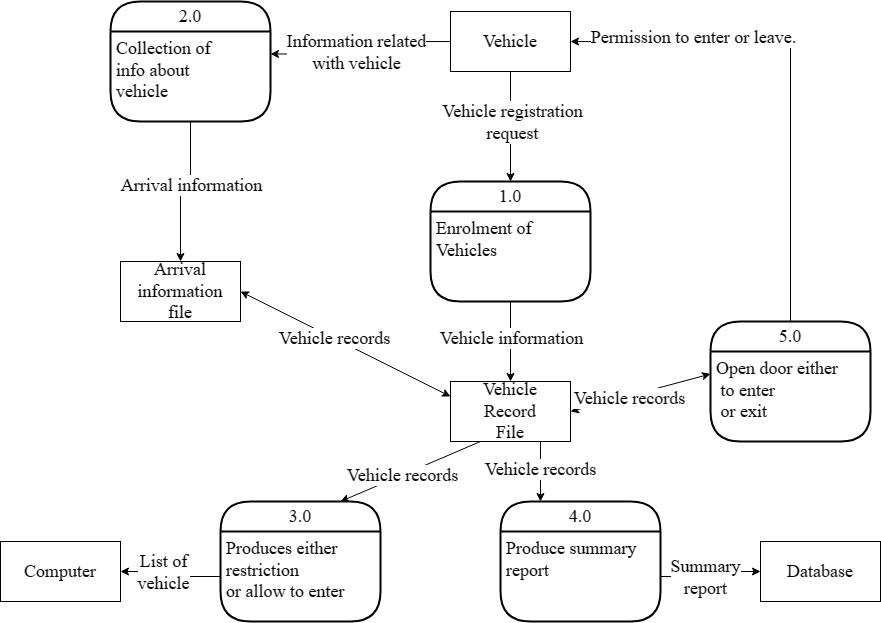 2.0
Collection of
info about
vehicle
Information related
with vehicle
Vehicle
Permission to enter or leave.
Vehicle registration
request
Arrival information
1.0
Enrolment of
Vehicles
Arrival
information
file
Vehicle records
Vehicle information
5.0
Open door either
to enter
or exit
Vehicle
Record
File
Vehicle records
Vehicle records
Vehicle records
3.0
Produces either
restriction
or allow to enter
4.0
Produce summary
report
Computer
List of
vehicle
Summary
report
Database